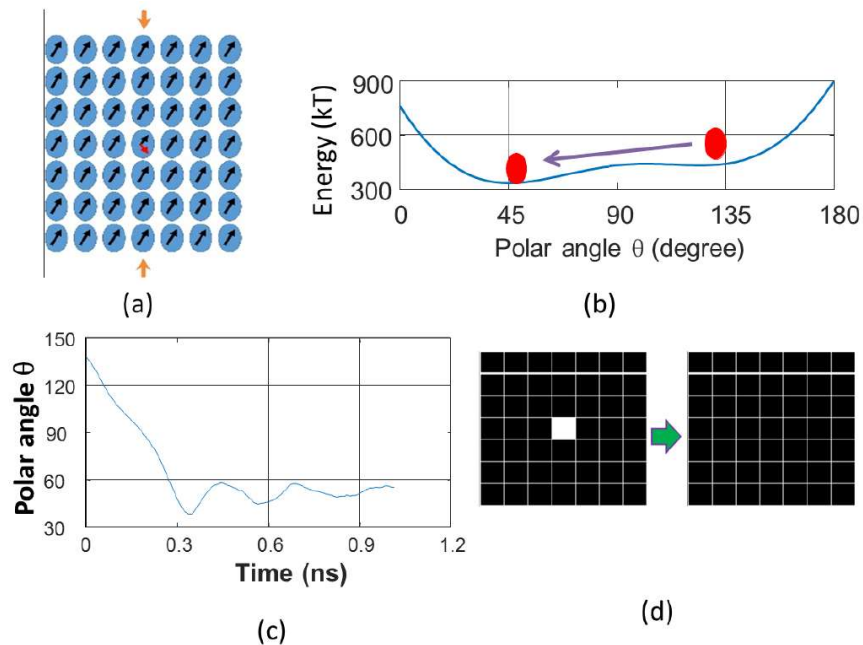 (a)
900
600
300
Energy (kT)
0 45 90 135 180
Polar angle θ (degree)
(b)
150
120
90
60
30
Polar angle θ
0 0.3 0.6 0.9 1.2
Time (ns)
(c)
(d)